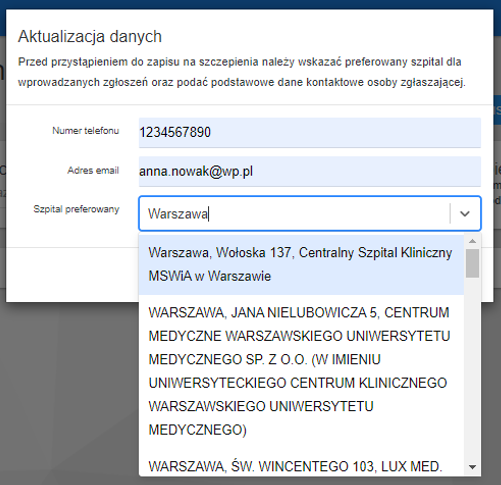 Aktualizacja danych
Przed przystąpieniem do zapisu na szczepienia należy wskazać preferowany szpital dla
wprowadzanych zgłoszeń oraz podać podstawowe dane kontaktowe osoby zgłaszającej.
Numer telefonu
1234567890
Adres email
anna.nowak@wp.pl
Szpital preferowany
Warszawa
Warszawa, Wołoska 137, Centralny Szpital Kliniczny
MSWiA w Warszawie
WARSZAWA, JANA NIELUBOWICZA 5, CENTRUM
MEDYCZNE WARSZAWSKIEGO UNIWERSYTETU
MEDYCZNEGO SP. Z O.O. (W IMIENIU
UNIWERSYTECKIEGO CENTRUM KLINICZNEGO
WARSZAWSKIEGO UNIWERSYTETU
MEDYCZNEGO)
WARSZAWA, ŚW. WINCENTEGO 103, LUX MED.